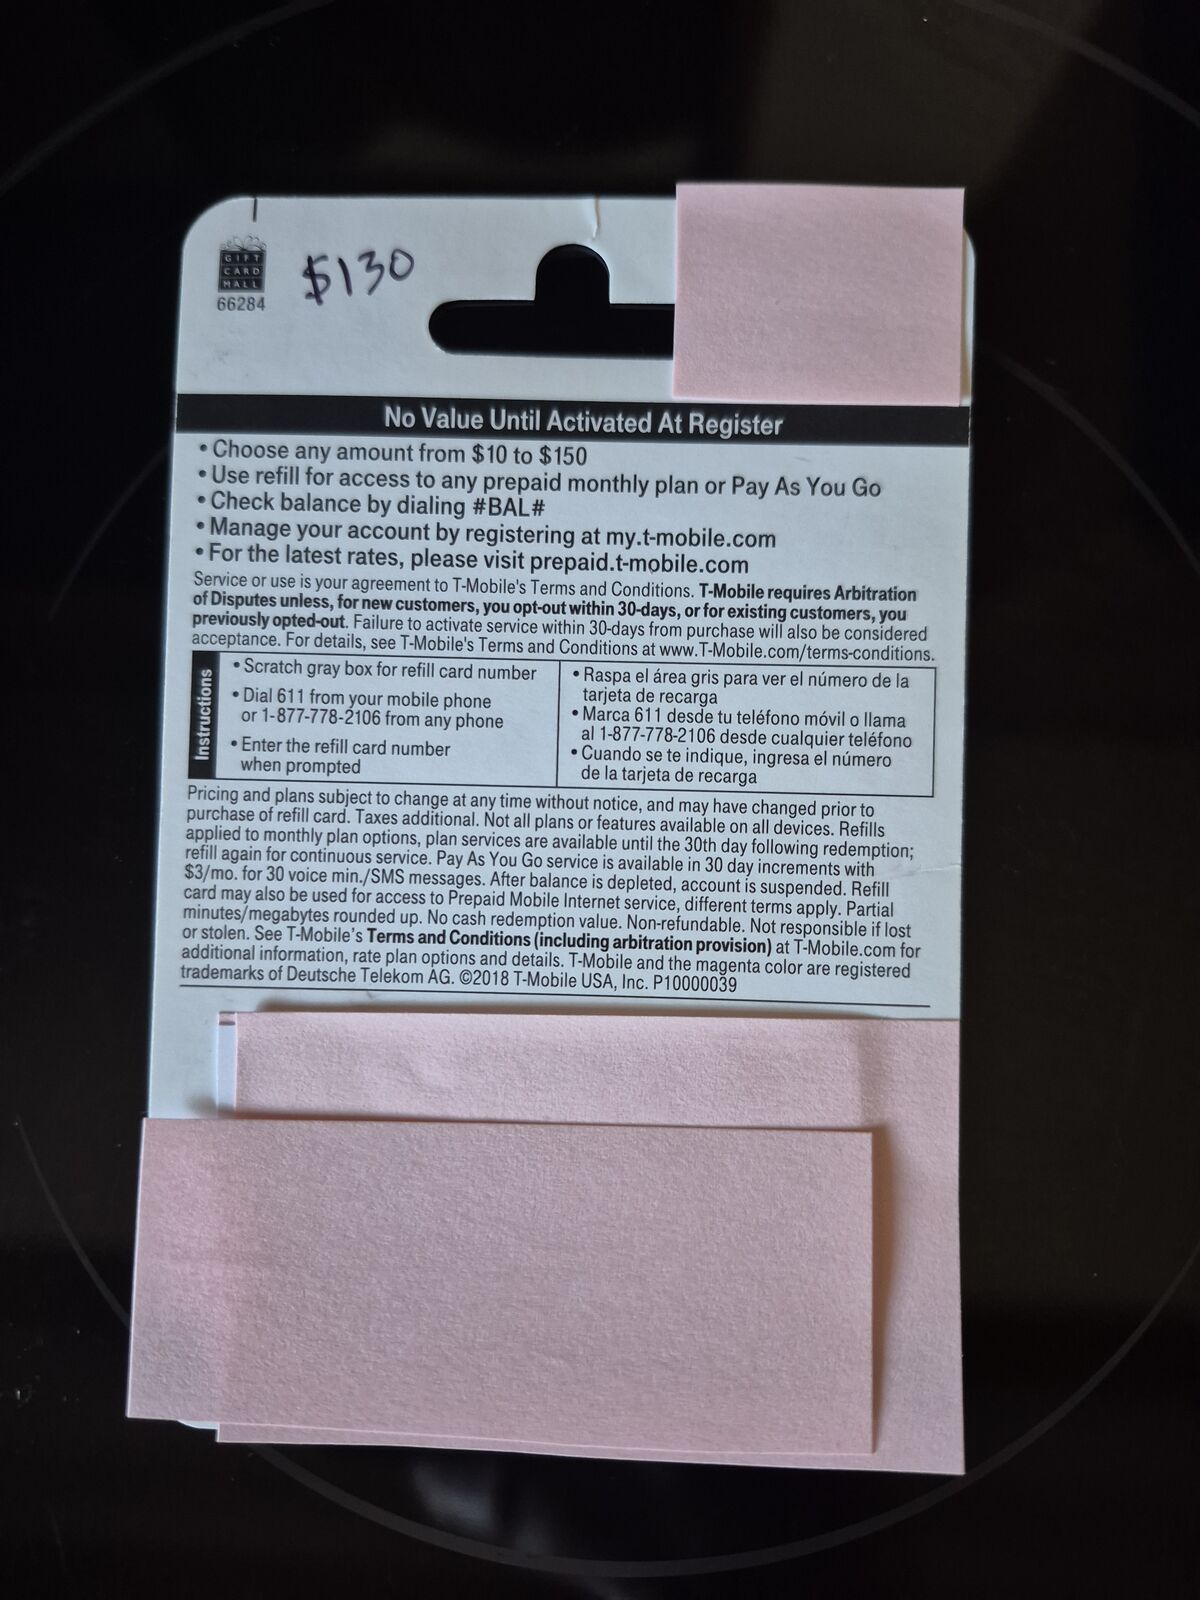 GIFT
CARD
MALL
66284
$130
No Value Until Activated At Register
• Choose any amount from $10 to $150
• Use refill for access to any prepaid monthly plan or Pay As You Go
• Check balance by dialing #BAL#
• Manage your account by registering at my.t-mobile.com
• For the latest rates, please visit prepaid.t-mobile.com
Service or use is your agreement to T-Mobile's Terms and Conditions. T-Mobile requires Arbitration
of Disputes unless, for new customers, you opt-out within 30-days, or for existing customers, you
previously opted-out. Failure to activate service within 30-days from purchase will also be considered
acceptance. For details, see T-Mobile's Terms and Conditions at www.T-Mobile.com/terms-conditions.
Instructions
• Scratch gray box for refill card number
• Dial 611 from your mobile phone
or 1-877-778-2106 from any phone
• Enter the refill card number
when prompted
• Raspa el área gris para ver el número de la
tarjeta de recarga
• Marca 611 desde tu teléfono móvil o llama
al 1-877-778-2106 desde cualquier teléfono
• Cuando se te indique, ingresa el número
de la tarjeta de recarga
Pricing and plans subject to change at any time without notice, and may have changed prior to
purchase of refill card. Taxes additional. Not all plans or features available on all devices. Refills
applied to monthly plan options, plan services are available until the 30th day following redemption;
refill again for continuous service. Pay As You Go service is available in 30 day increments with
$3/mo. for 30 voice min./SMS messages. After balance is depleted, account is suspended. Refill
card may also be used for access to Prepaid Mobile Internet service, different terms apply. Partial
minutes/megabytes rounded up. No cash redemption value. Non-refundable. Not responsible if lost
or stolen. See T-Mobile's Terms and Conditions (including arbitration provision) at T-Mobile.com for
additional information, rate plan options and details. T-Mobile and the magenta color are registered
trademarks of Deutsche Telekom AG. ©2018 T-Mobile USA, Inc. P10000039